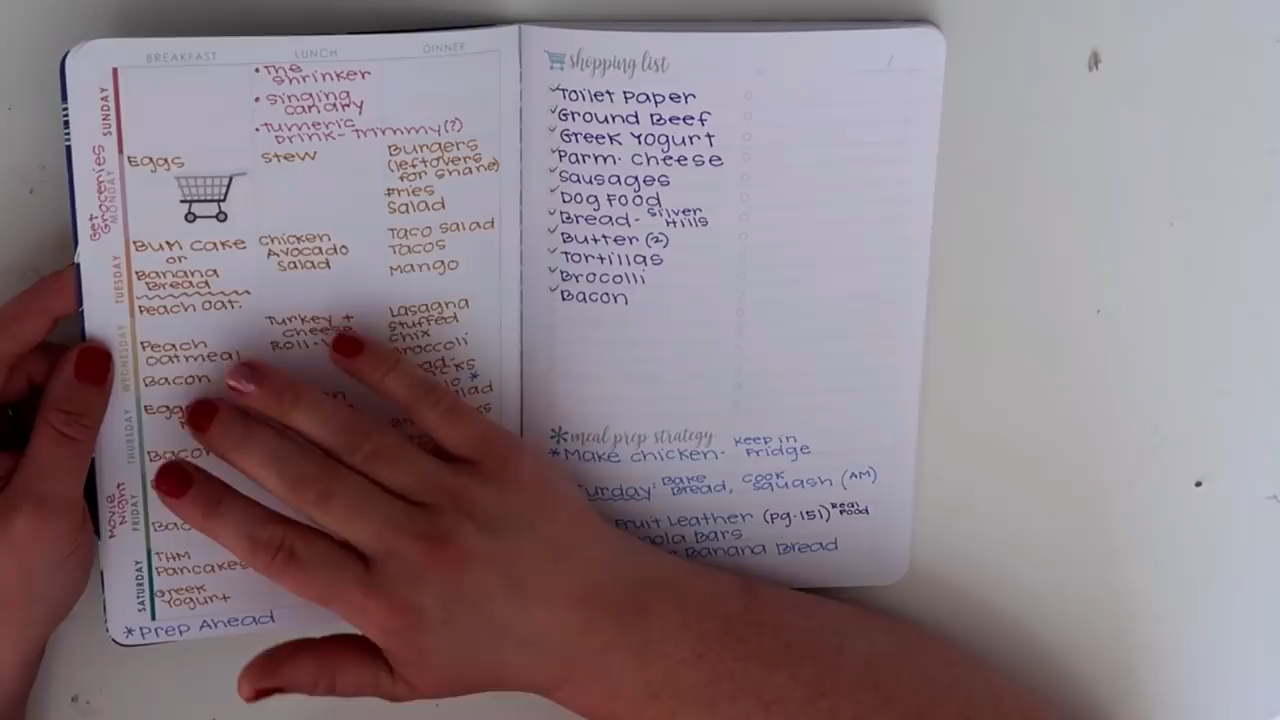 BREAKFAST LUNCH DINNER
SUNDAY
• The
Shrinker
• Singing
canary
• Tumeric
Drink- Trimmy(?)
Get
Groceries
MONDAY
Eggs
Stew
Burgers
(leftovers
for Shane)
Fries
Salad
TUESDAY
BUM Cake
or
Banana
Bread
Chicken
Avocado
Salad
Taco Salad
Tacos
Mango
WEDNESDAY
Peach Oat.
Peach
oatmeal
Turkey +
cheese
Roll-
Lasagna
Stuffed
Chix
Broccoli
THURSDAY
Bacon
Movie
Night
FRIDAY
SATURDAY
THM
Pancakes
Greek
Yogurt
*Prep Ahead
shopping list
Toilet Paper
Ground Beef
Greek Yogurt
Parm. Cheese
Sausages
Dog Food
Bread- Silver
Hills
Butter (2)
Tortillas
Brocolli
Bacon
*meal prep strategy
*Make chicken- Keep in
Fridge
Bake
Bread, Cook
Squash (AM)
Fruit Leather (pg.151) Real
Food
Bars
Banana Bread